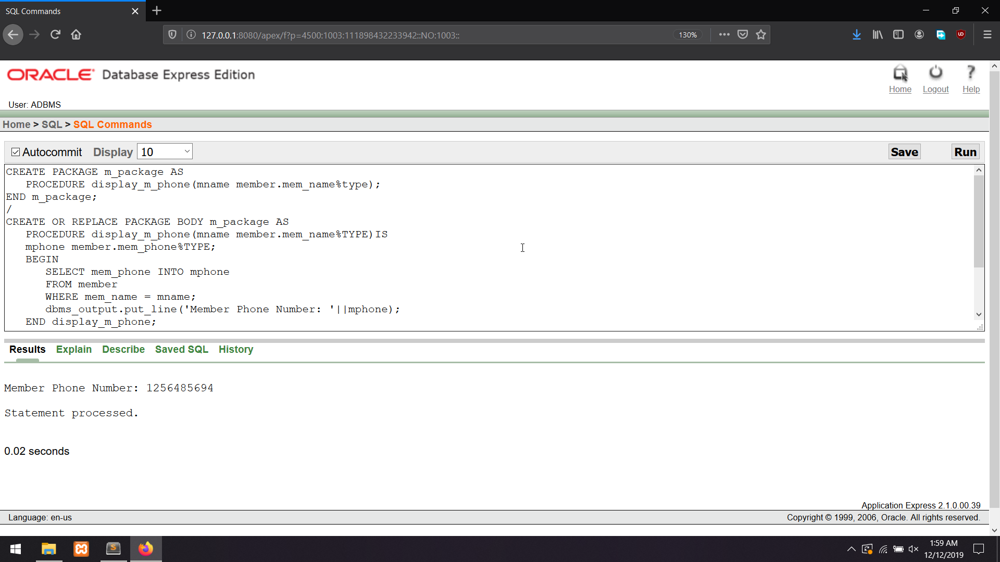 SQL Commands
127.0.0.1:8080/apex/f?p=4500:1003:111898432233942::NO:1003::
130%
ORACLE Database Express Edition
Home Logout Help
User: ADBMS
Home > SQL > SQL Commands
Autocommit Display 10 Save Run
CREATE PACKAGE m_package AS
PROCEDURE display_m_phone(mname member.mem_name%type);
END m_package;
/
CREATE OR REPLACE PACKAGE BODY m_package AS
PROCEDURE display_m_phone(mname member.mem_name%TYPE)IS
mphone member.mem_phone%TYPE;
BEGIN
SELECT mem_phone INTO mphone
FROM member
WHERE mem_name = mname;
dbms_output.put_line('Member Phone Number: '||mphone);
END display_m_phone;
Results Explain Describe Saved SQL History
Member Phone Number: 1256485694
Statement processed.
0.02 seconds
Application Express 2.1.0.00.39
Language: en-us Copyright © 1999, 2006, Oracle. All rights reserved.
1:59 AM
12/12/2019